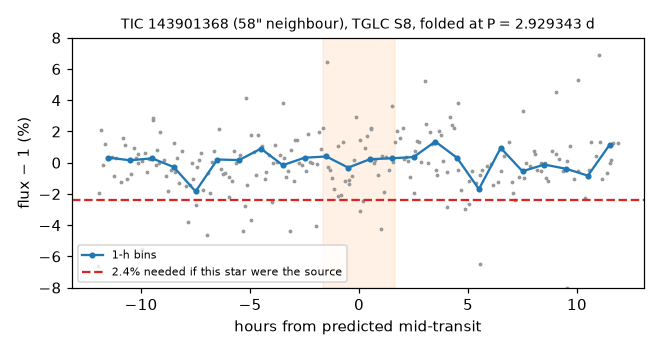 TIC 143901368 (58" neighbour), TGLC S8, folded at P = 2.929343 d
flux − 1 (%)
8
6
4
2
0
−2
−4
−6
−8
1-h bins
2.4% needed if this star were the source
−10
−5
0
5
10
hours from predicted mid-transit